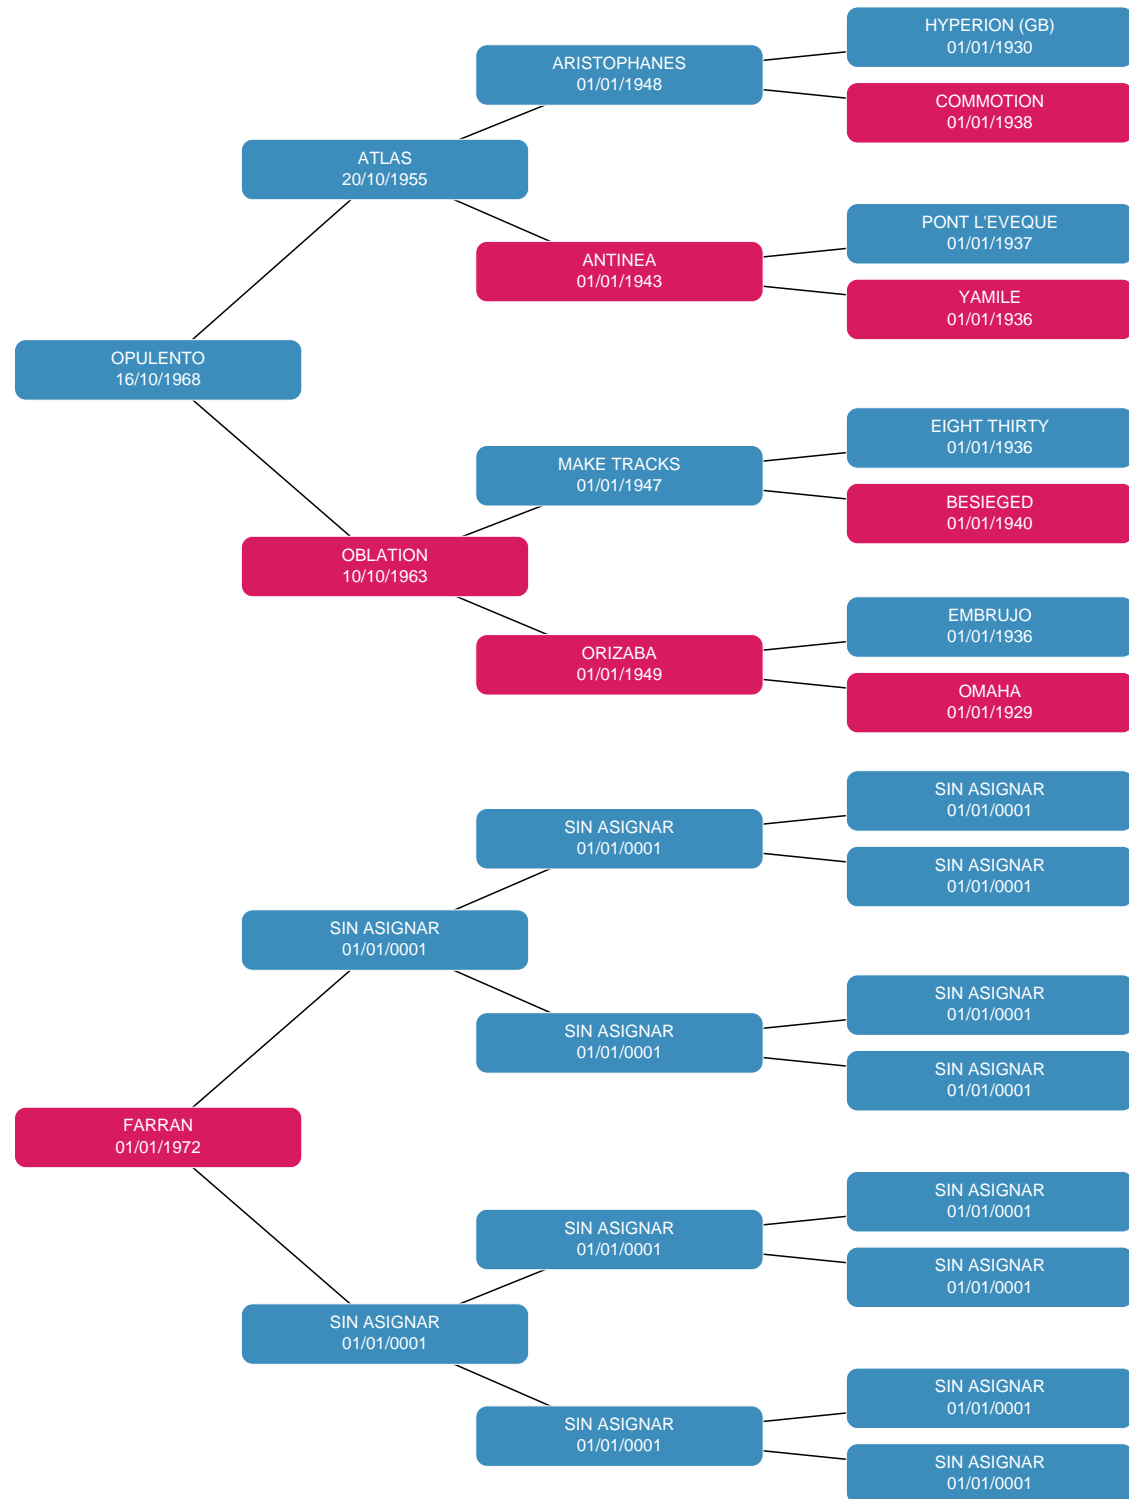 HYPERION (GB)
01/01/1930
ARISTOPHANES
01/01/1948
COMMOTION
01/01/1938
ATLAS
20/10/1955
PONT L'EVEQUE
01/01/1937
ANTINEA
01/01/1943
YAMILE
01/01/1936
OPULENTO
16/10/1968
EIGHT THIRTY
01/01/1936
MAKE TRACKS
01/01/1947
BESIEGED
01/01/1940
OBLATION
10/10/1963
EMBRUJO
01/01/1936
ORIZABA
01/01/1949
OMAHA
01/01/1929
SIN ASIGNAR
01/01/0001
SIN ASIGNAR
01/01/0001
SIN ASIGNAR
01/01/0001
SIN ASIGNAR
01/01/0001
SIN ASIGNAR
01/01/0001
SIN ASIGNAR
01/01/0001
SIN ASIGNAR
01/01/0001
FARRAN
01/01/1972
SIN ASIGNAR
01/01/0001
SIN ASIGNAR
01/01/0001
SIN ASIGNAR
01/01/0001
SIN ASIGNAR
01/01/0001
SIN ASIGNAR
01/01/0001
SIN ASIGNAR
01/01/0001
SIN ASIGNAR
01/01/0001